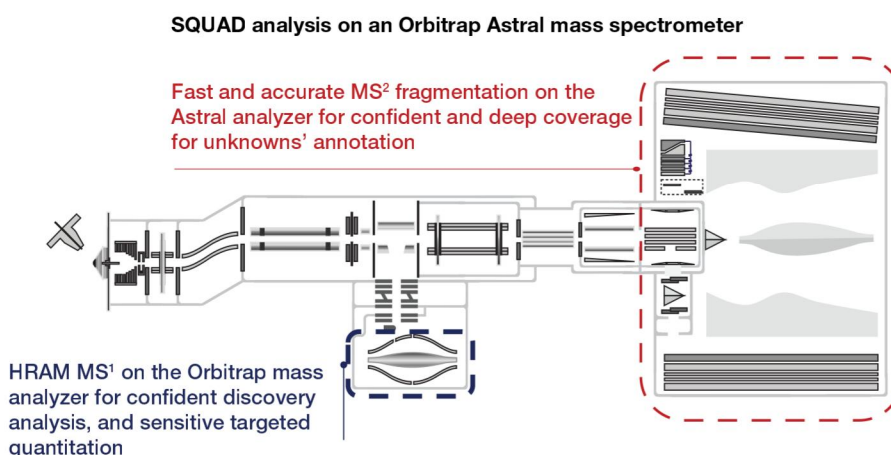 SQUAD analysis on an Orbitrap Astral mass spectrometer
Fast and accurate MS² fragmentation on the
Astral analyzer for confident and deep coverage
for unknowns’ annotation
HRAM MS¹ on the Orbitrap mass
analyzer for confident discovery
analysis, and sensitive targeted
quantitation